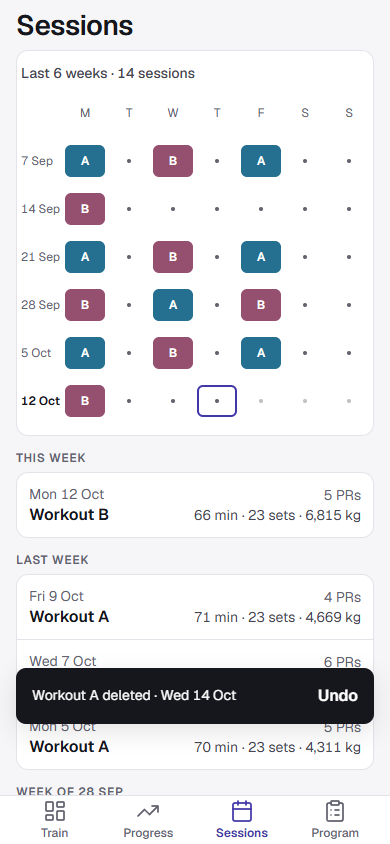 Sessions
Last 6 weeks · 14 sessions
M T W T F S S
7 Sep A B A
14 Sep B
21 Sep A B A
28 Sep B A B
5 Oct A B A
12 Oct B
THIS WEEK
Mon 12 Oct 5 PRs
Workout B 66 min · 23 sets · 6,815 kg
LAST WEEK
Fri 9 Oct 4 PRs
Workout A 71 min · 23 sets · 4,669 kg
Wed 7 Oct 6 PRs
Workout A deleted · Wed 14 Oct Undo
Mon 5 Oct 5 PRs
Workout A 70 min · 23 sets · 4,311 kg
WEEK OF 28 SEP
Train Progress Sessions Program